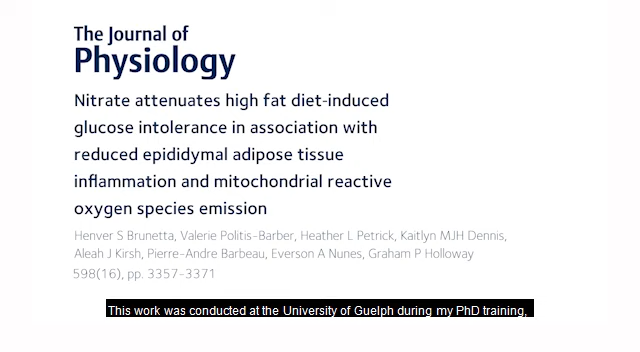 The Journal of
Physiology
Nitrate attenuates high fat diet-induced
glucose intolerance in association with
reduced epididymal adipose tissue
inflammation and mitochondrial reactive
oxygen species emission
Henver S Brunetta, Valerie Politis-Barber, Heather L Petrick, Kaitlyn MJH Dennis,
Aleah J Kirsh, Pierre-Andre Barbeau, Everson A Nunes, Graham P Holloway
598(16), pp. 3357-3371
This work was conducted at the University of Guelph during my PhD training,